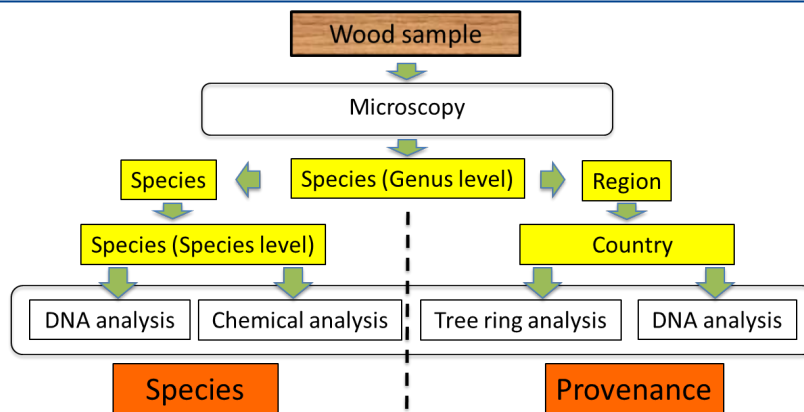 Wood sample
Microscopy
Species
Species (Genus level)
Region
Species (Species level)
Country
DNA analysis
Chemical analysis
Tree ring analysis
DNA analysis
Species
Provenance